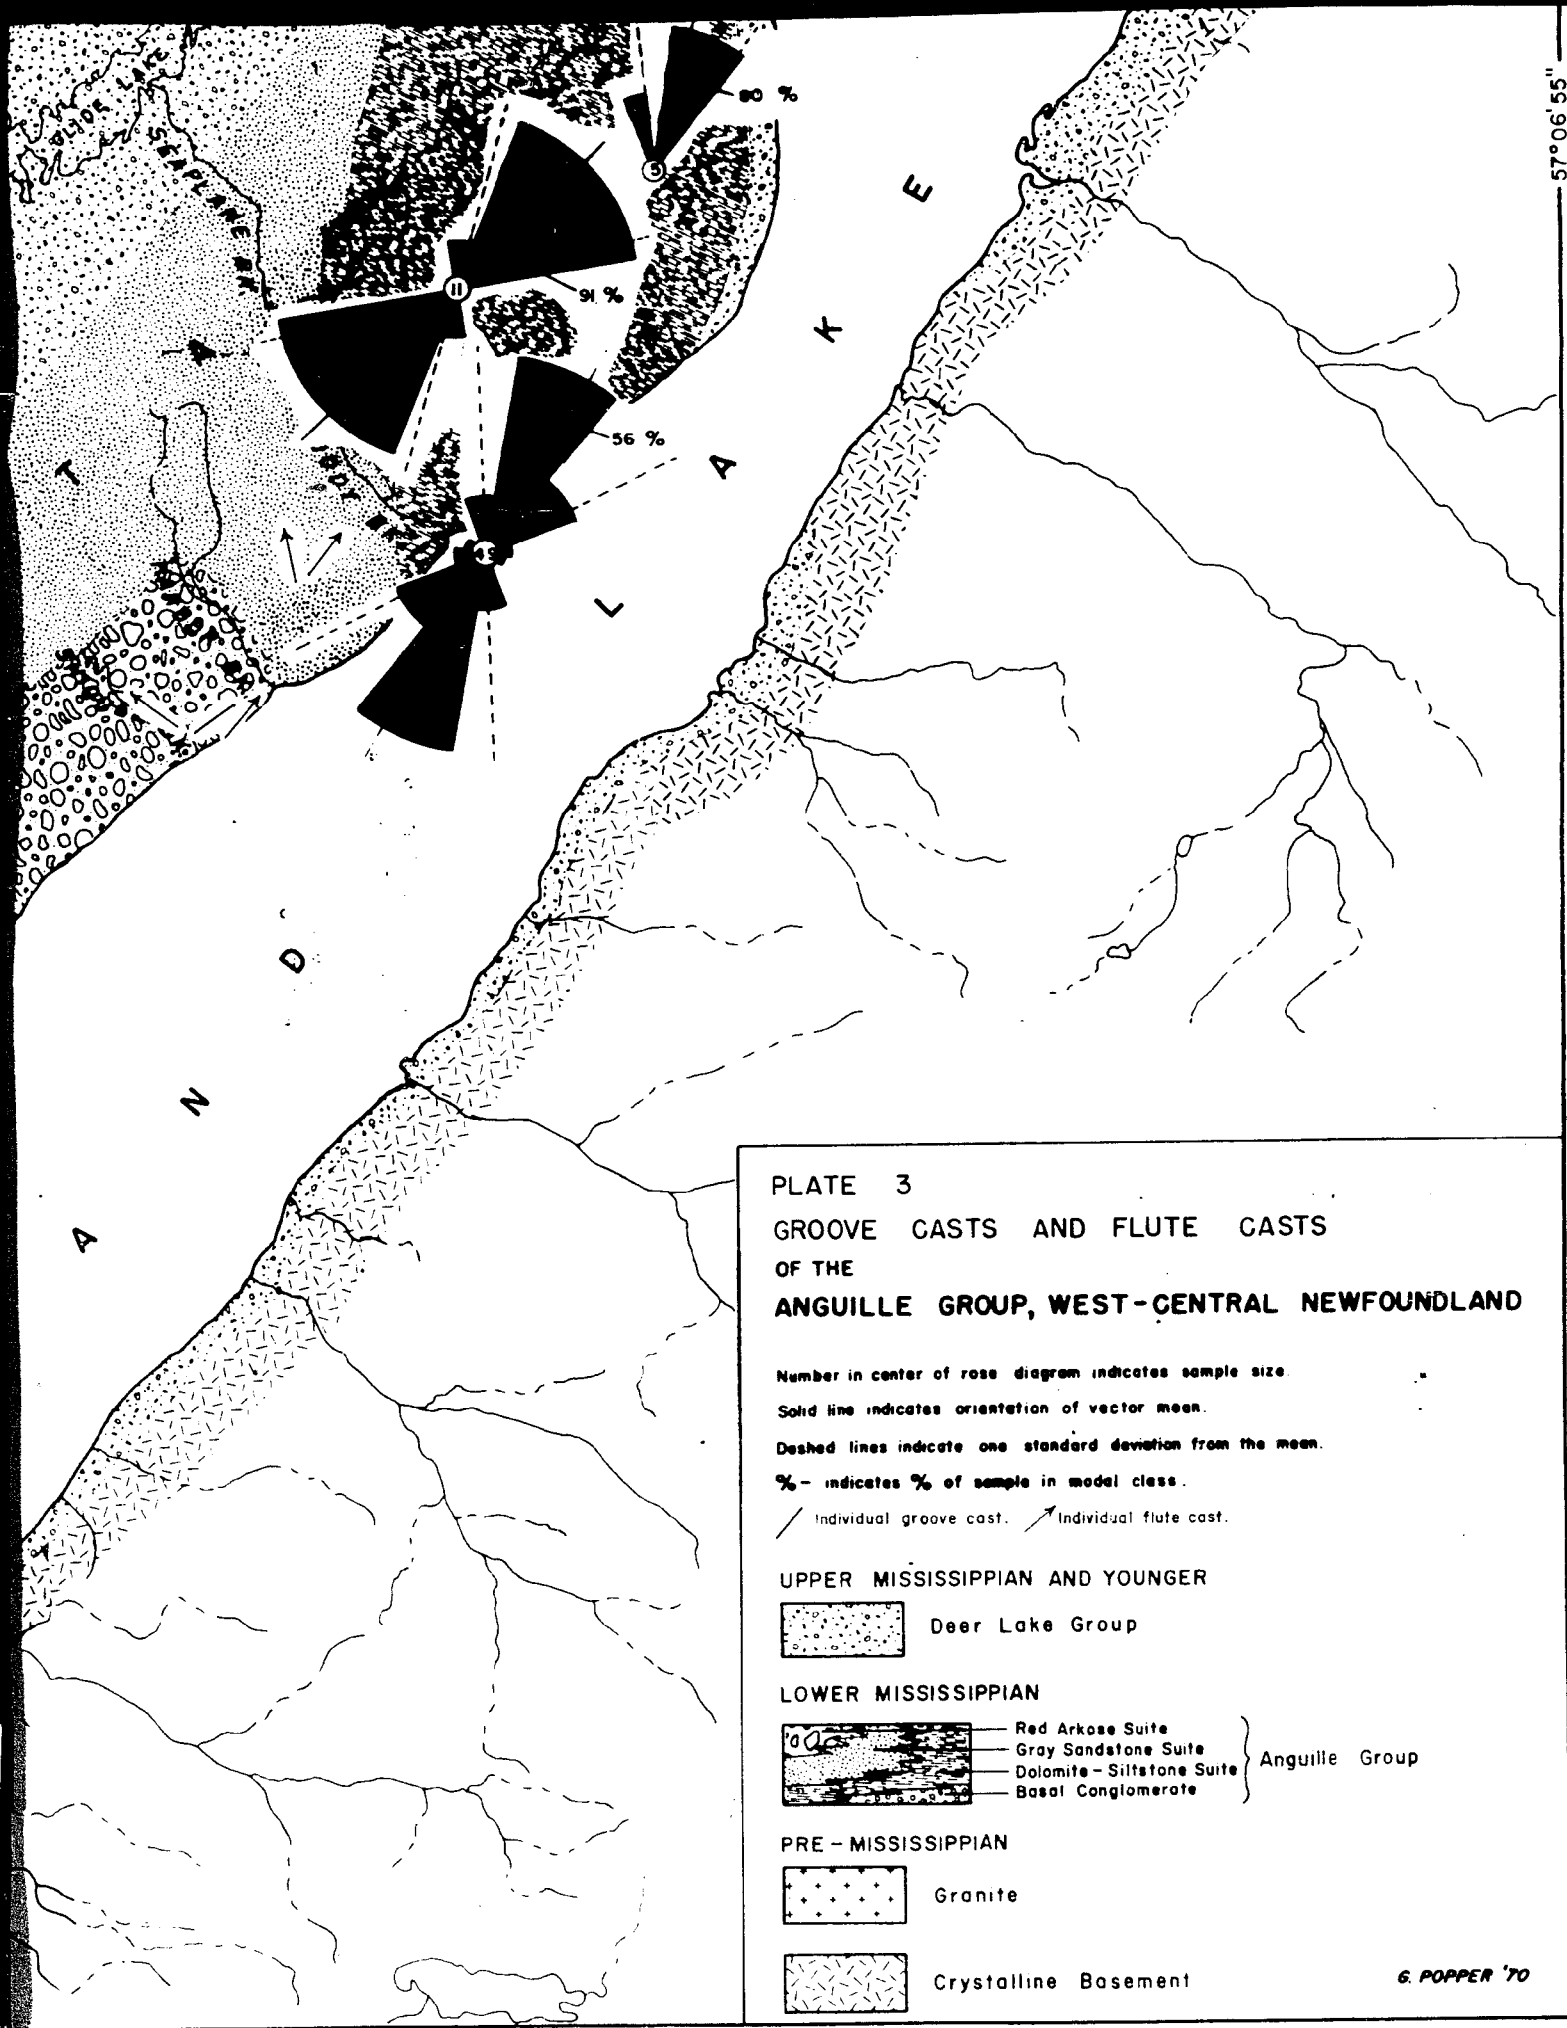 GLIDE LAKE
SEAPLANE BK
80 %
5
11
91 %
56 %
T
A
E
K
A
L
D
N
A
57°06'55"
PLATE 3
GROOVE CASTS AND FLUTE CASTS
OF THE
ANGUILLE GROUP, WEST-CENTRAL NEWFOUNDLAND
Number in center of rose diagram indicates sample size.
Solid line indicates orientation of vector mean.
Dashed lines indicate one standard deviation from the mean.
%- indicates % of sample in modal class.
Individual groove cast. Individual flute cast.
UPPER MISSISSIPPIAN AND YOUNGER
Deer Lake Group
LOWER MISSISSIPPIAN
Red Arkose Suite
Gray Sandstone Suite
Dolomite-Siltstone Suite
Basal Conglomerate
Anguille Group
PRE-MISSISSIPPIAN
Granite
Crystalline Basement
G. POPPER '70